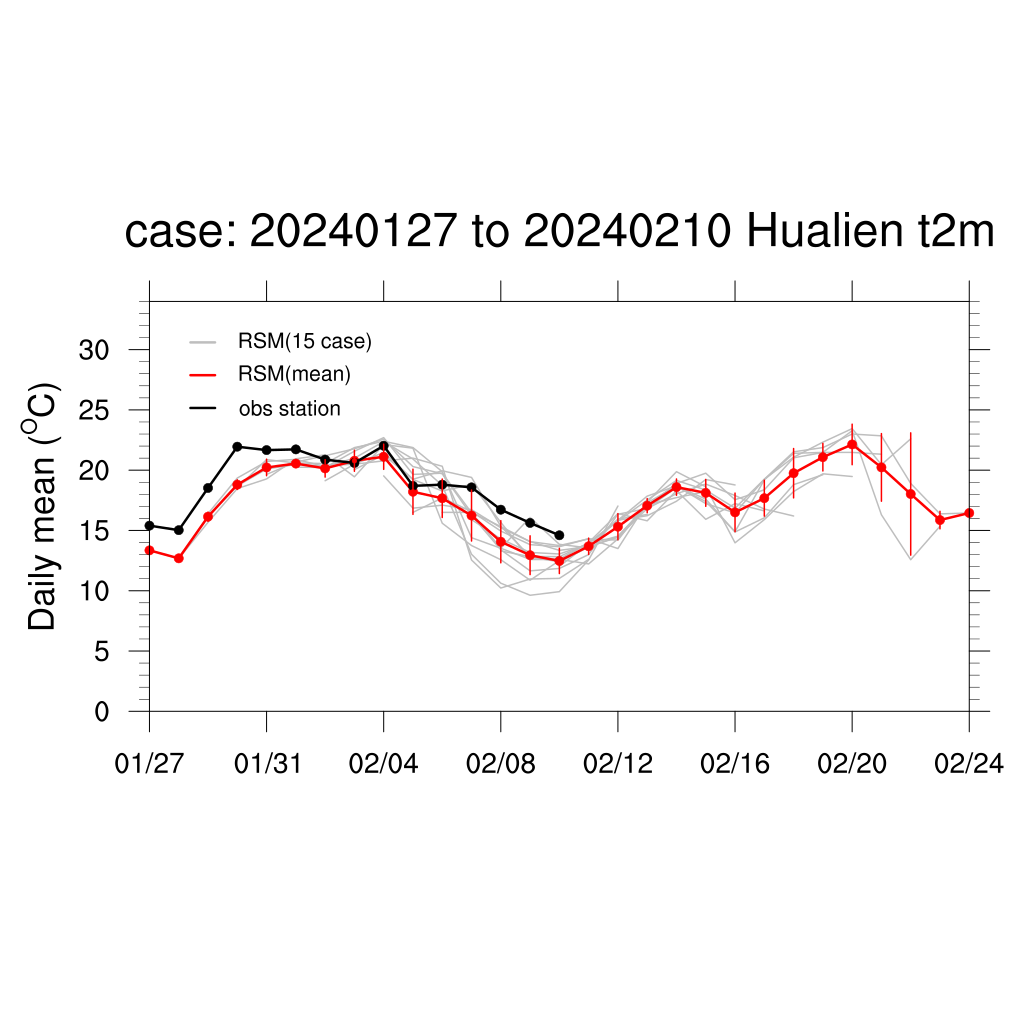 case: 20240127 to 20240210 Hualien t2m
RSM(15 case)
RSM(mean)
obs station
Daily mean (°C)
30
25
20
15
10
5
0
01/27 01/31 02/04 02/08 02/12 02/16 02/20 02/24